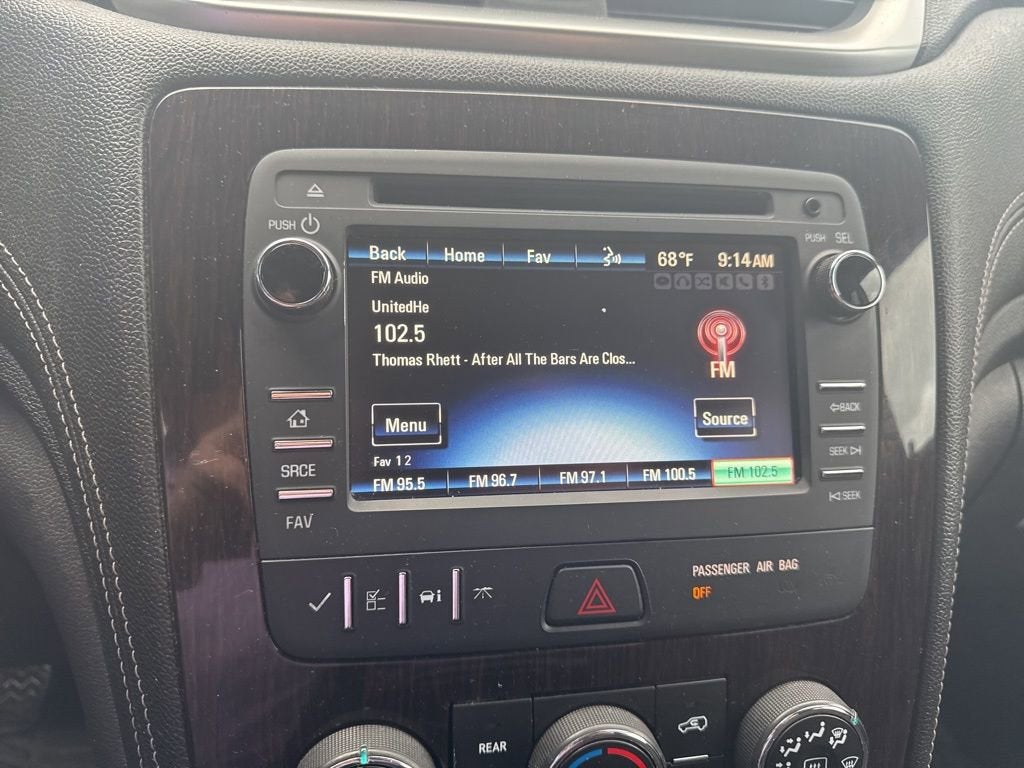 PUSH
PUSH SEL
Back Home Fav 68°F 9:14AM
FM Audio
UnitedHe
102.5
Thomas Rhett - After All The Bars Are Clos...
FM
Menu
Source
Fav 1 2
FM 95.5 FM 96.7 FM 97.1 FM 100.5 FM 102.5
SRCE
FAV
BACK
SEEK
SEEK
PASSENGER AIR BAG
OFF
REAR